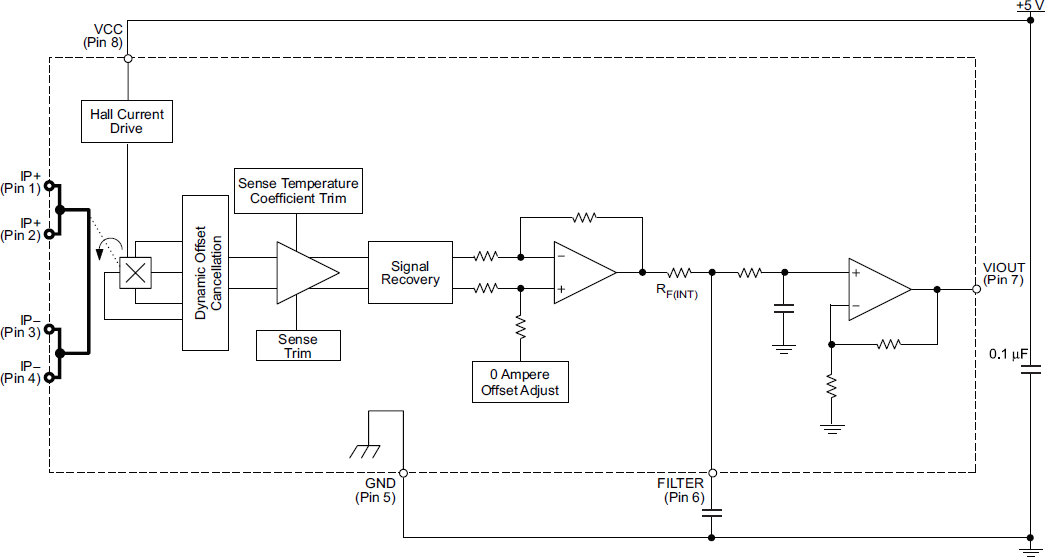 +5 V
VCC
(Pin 8)
Hall Current
Drive
IP+
(Pin 1)
IP+
(Pin 2)
IP–
(Pin 3)
IP–
(Pin 4)
Dynamic Offset
Cancellation
Sense Temperature
Coefficient Trim
Sense
Trim
Signal
Recovery
0 Ampere
Offset Adjust
–
+
RF(INT)
+
–
VIOUT
(Pin 7)
0.1 µF
GND
(Pin 5)
FILTER
(Pin 6)